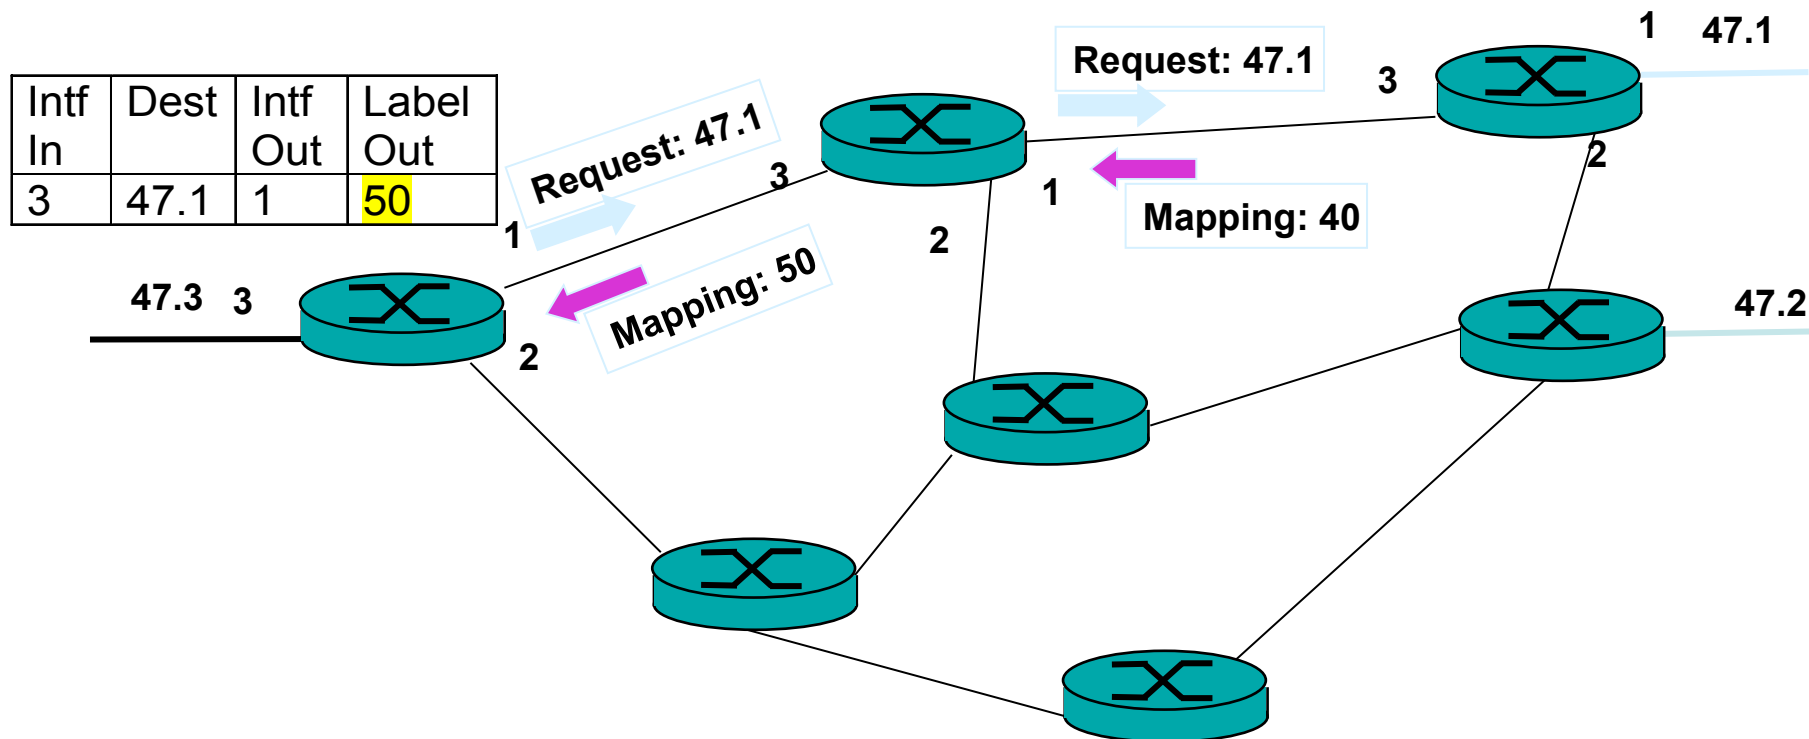 1 47.1
Request: 47.1
3
Intf In Dest Intf Out Label Out
3 47.1 1 50
Request: 47.1
3
2
1
Mapping: 40
1
2
Mapping: 50
47.3 3
47.2
2